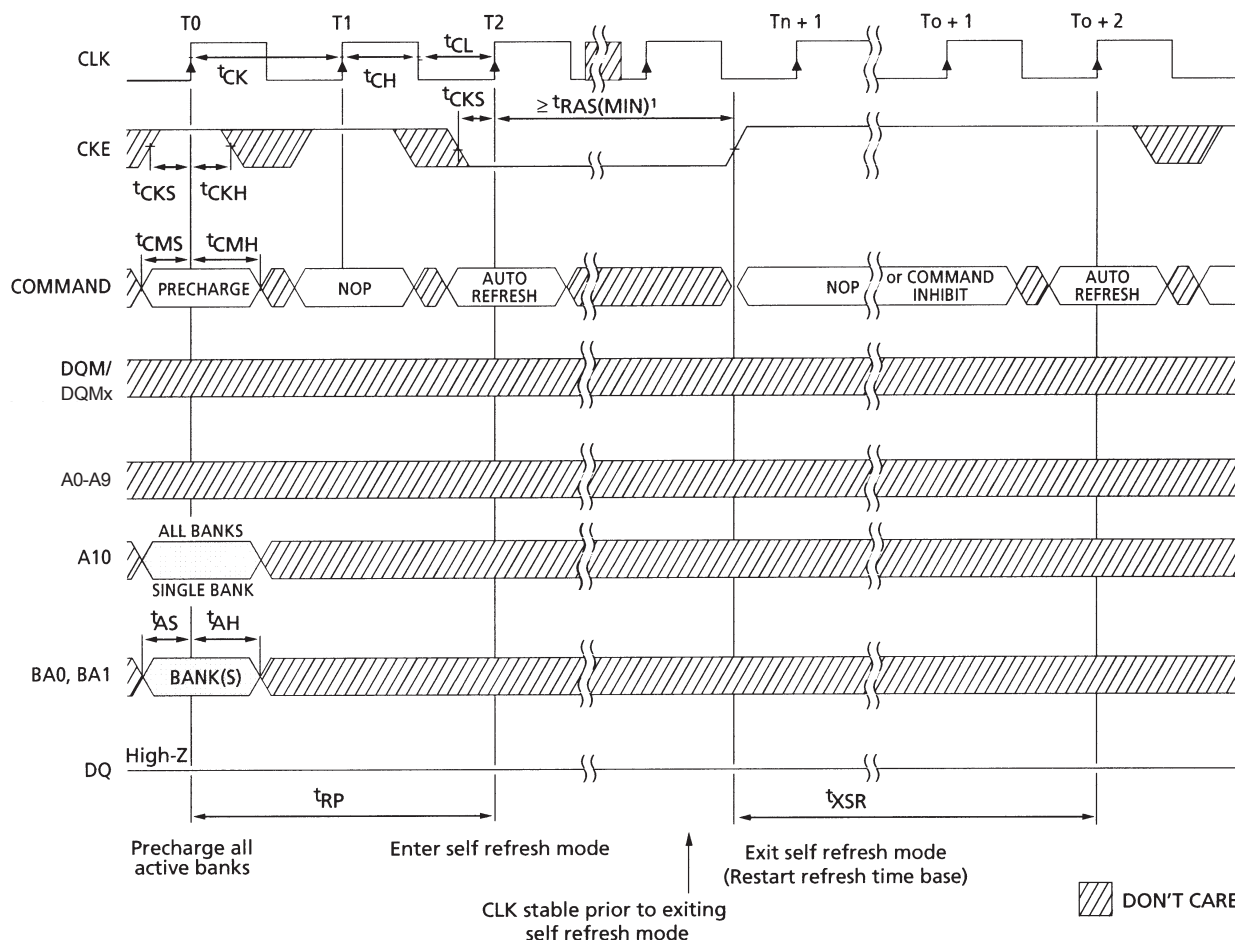 T0 T1 T2 Tn + 1 To + 1 To + 2
CLK
tCK tCH tCL
tCKS ≥ tRAS(MIN)1
CKE
tCKS tCKH
tCMS tCMH
COMMAND PRECHARGE NOP AUTO REFRESH NOP or COMMAND INHIBIT AUTO REFRESH
DQM/
DQMx
A0-A9
ALL BANKS
A10
SINGLE BANK
tAS tAH
BA0, BA1 BANK(S)
High-Z
DQ
tRP tXSR
Precharge all
active banks
Enter self refresh mode
CLK stable prior to exiting
self refresh mode
Exit self refresh mode
(Restart refresh time base)
DON'T CARE